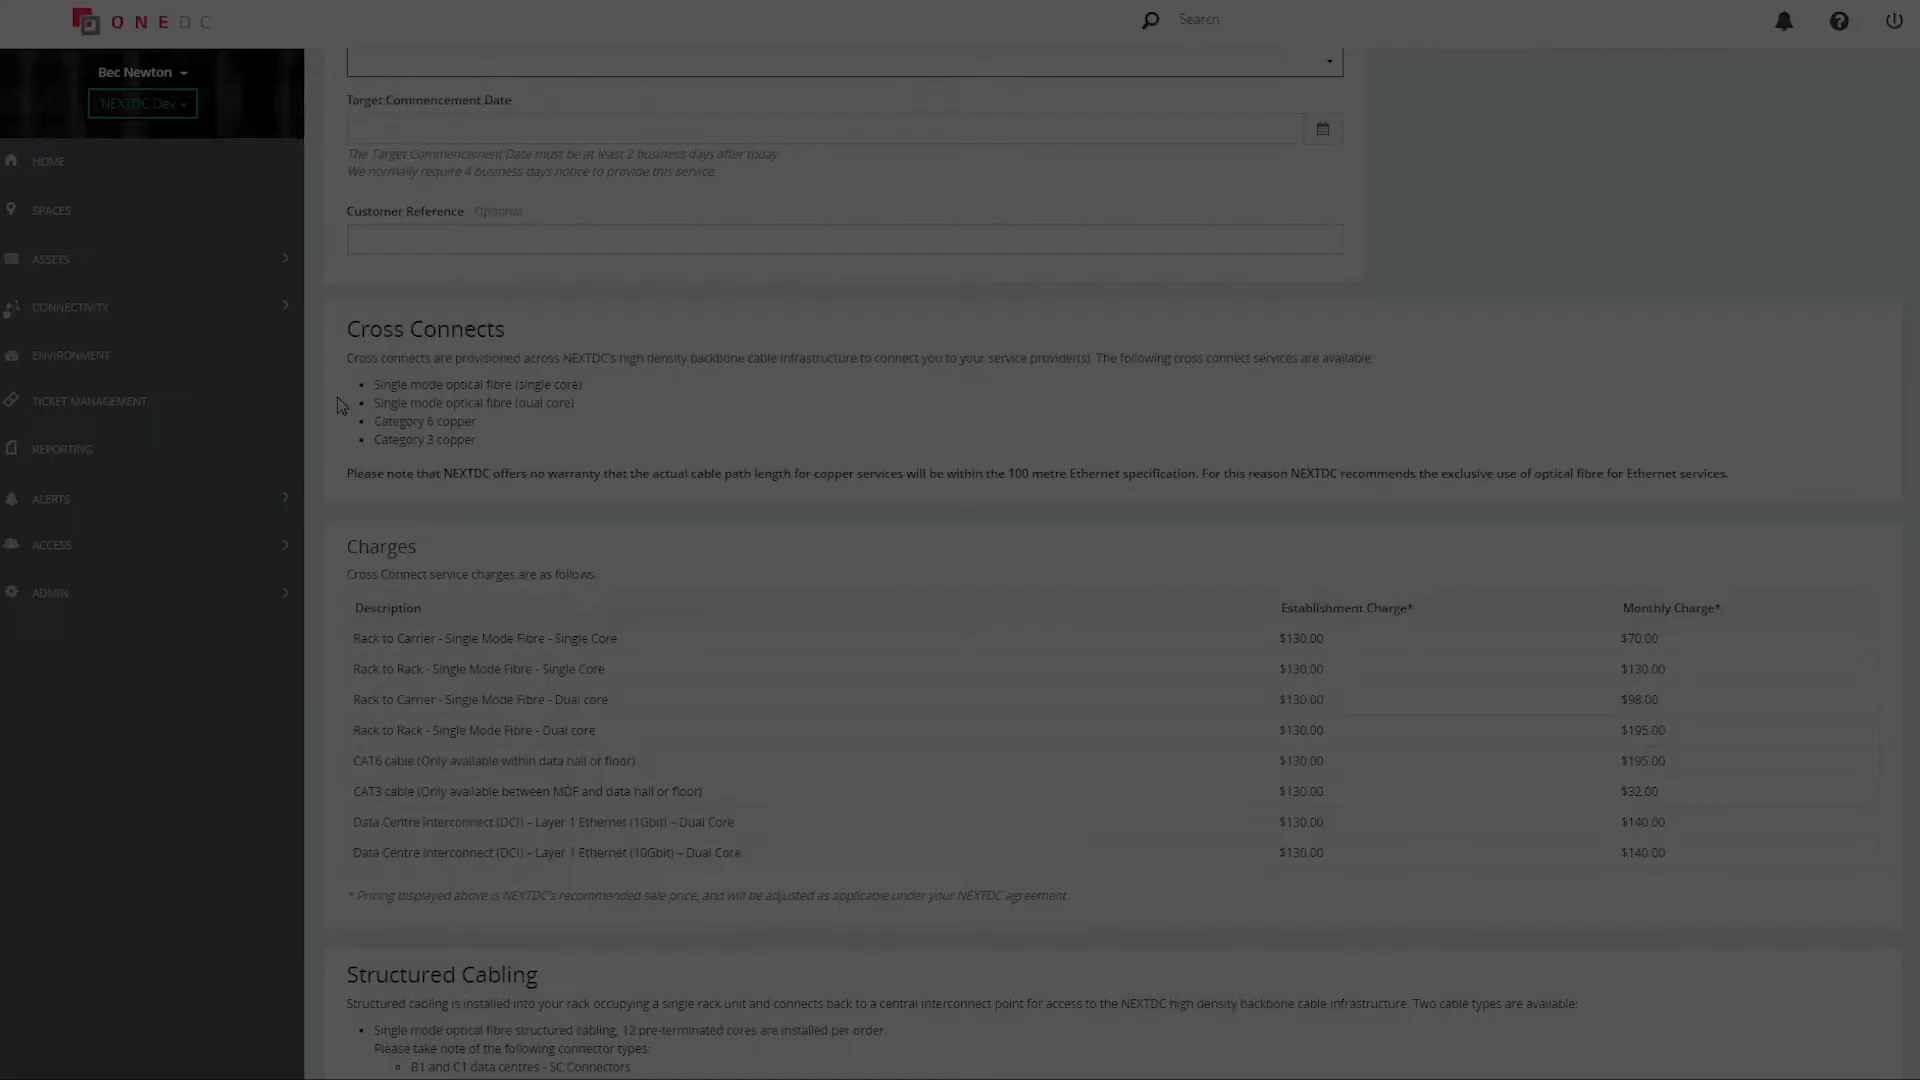 ONEDC
Search
Bec Newton
NEXTDC Dev
HOME
SPACES
ASSETS
CONNECTIVITY
ENVIRONMENT
TICKET MANAGEMENT
REPORTING
ALERTS
ACCESS
ADMIN
Target Commencement Date
The Target Commencement Date must be at least 2 business days after today
We normally require 4 business days notice to provide this service.
Customer Reference Optional
Cross Connects
Cross connects are provisioned across NEXTDC's high density backbone cable infrastructure to connect you to your service provider(s). The following cross connect services are available:
• Single mode optical fibre (single core)
• Single mode optical fibre (dual core)
• Category 6 copper
• Category 3 copper
Please note that NEXTDC offers no warranty that the actual cable path length for copper services will be within the 100 metre Ethernet specification. For this reason NEXTDC recommends the exclusive use of optical fibre for Ethernet services.
Charges
Cross Connect service charges are as follows:
Description Establishment Charge* Monthly Charge*
Rack to Carrier - Single Mode Fibre - Single Core $130.00 $70.00
Rack to Rack - Single Mode Fibre - Single Core $130.00 $130.00
Rack to Carrier - Single Mode Fibre - Dual core $130.00 $98.00
Rack to Rack - Single Mode Fibre - Dual core $130.00 $195.00
CAT6 cable (Only available within data hall or floor) $130.00 $195.00
CAT3 cable (Only available between MDF and data hall or floor) $130.00 $32.00
Data Centre Interconnect (DCI) – Layer 1 Ethernet (1Gbit) – Dual Core $130.00 $140.00
Data Centre Interconnect (DCI) – Layer 1 Ethernet (10Gbit) – Dual Core $130.00 $140.00
* Pricing displayed above is NEXTDC's recommended sale price, and will be adjusted as applicable under your NEXTDC agreement
Structured Cabling
Structured cabling is installed into your rack occupying a single rack unit and connects back to a central interconnect point for access to the NEXTDC high density backbone cable infrastructure. Two cable types are available:
• Single mode optical fibre structured cabling, 12 pre-terminated cores are installed per order.
Please take note of the following connector types:
◦ B1 and C1 data centres - SC Connectors